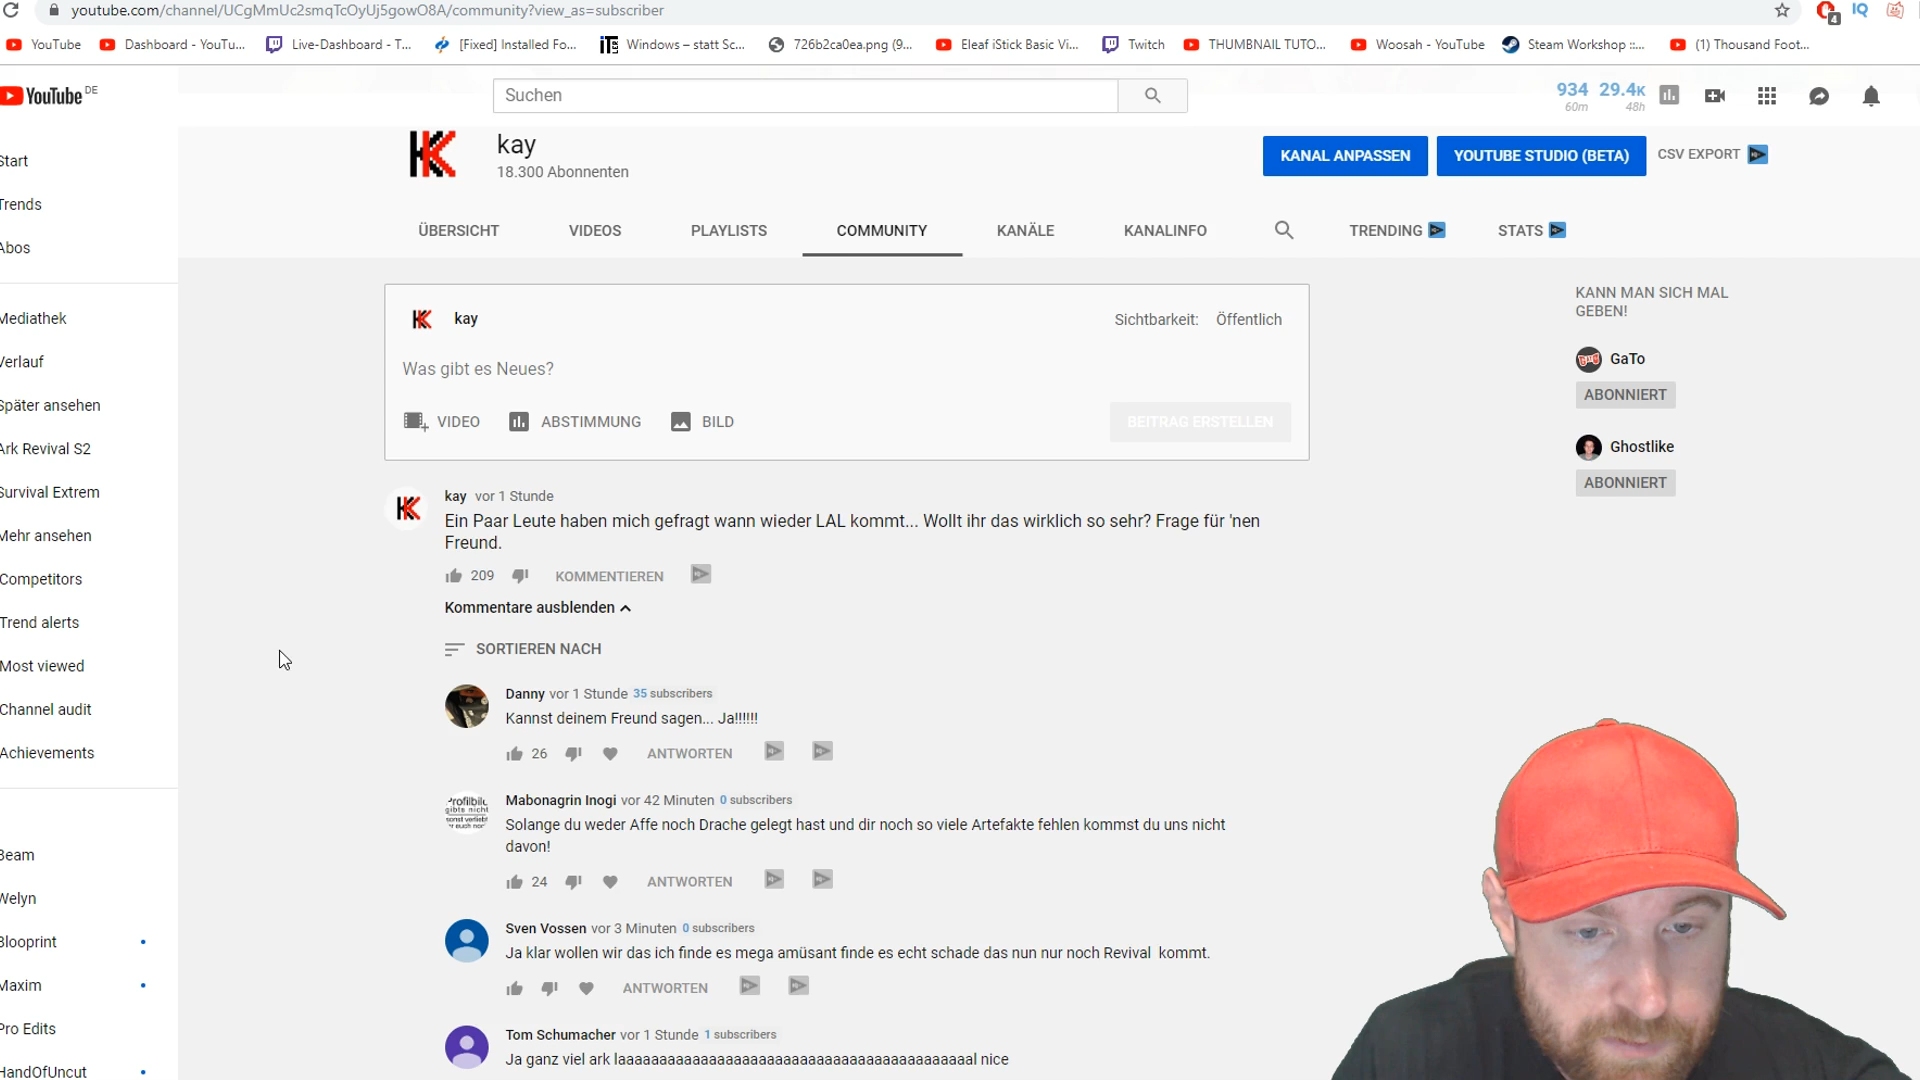 youtube.com/channel/UCgMmUc2smqTcOyUj5gowO8A/community?view_as=subscriber
4
IQ
YouTube
Dashboard - YouTu...
Live-Dashboard - T...
[Fixed] Installed Fo...
Windows – statt Sc...
726b2ca0ea.png (9...
Eleaf iStick Basic Vi...
Twitch
THUMBNAIL TUTO...
Woosah - YouTube
Steam Workshop ::...
(1) Thousand Foot...
YouTube DE
Suchen
934 29.4K
60m 48h
Start
Trends
Abos
Mediathek
Verlauf
Später ansehen
Ark Revival S2
Survival Extrem
Mehr ansehen
Competitors
Trend alerts
Most viewed
Channel audit
Achievements
Beam
Welyn
Blooprint
Maxim
Pro Edits
HandOfUncut
kay
18.300 Abonnenten
KANAL ANPASSEN
YOUTUBE STUDIO (BETA)
CSV EXPORT
ÜBERSICHT
VIDEOS
PLAYLISTS
COMMUNITY
KANÄLE
KANALINFO
TRENDING
STATS
kay
Sichtbarkeit: Öffentlich
Was gibt es Neues?
VIDEO
ABSTIMMUNG
BILD
BEITRAG ERSTELLEN
KANN MAN SICH MAL
GEBEN!
GaTo
ABONNIERT
Ghostlike
ABONNIERT
kay vor 1 Stunde
Ein Paar Leute haben mich gefragt wann wieder LAL kommt... Wollt ihr das wirklich so sehr? Frage für 'nen
Freund.
209 KOMMENTIEREN
Kommentare ausblenden
SORTIEREN NACH
Danny vor 1 Stunde 35 subscribers
Kannst deinem Freund sagen... Ja!!!!!!
26 ANTWORTEN
Mabonagrin Inogi vor 42 Minuten 0 subscribers
Solange du weder Affe noch Drache gelegt hast und dir noch so viele Artefakte fehlen kommst du uns nicht
davon!
24 ANTWORTEN
Sven Vossen vor 3 Minuten 0 subscribers
Ja klar wollen wir das ich finde es mega amüsant finde es echt schade das nun nur noch Revival kommt.
ANTWORTEN
Tom Schumacher vor 1 Stunde 1 subscribers
Ja ganz viel ark laaaaaaaaaaaaaaaaaaaaaaaaaaaaaaaaaaaaaaaaaaal nice